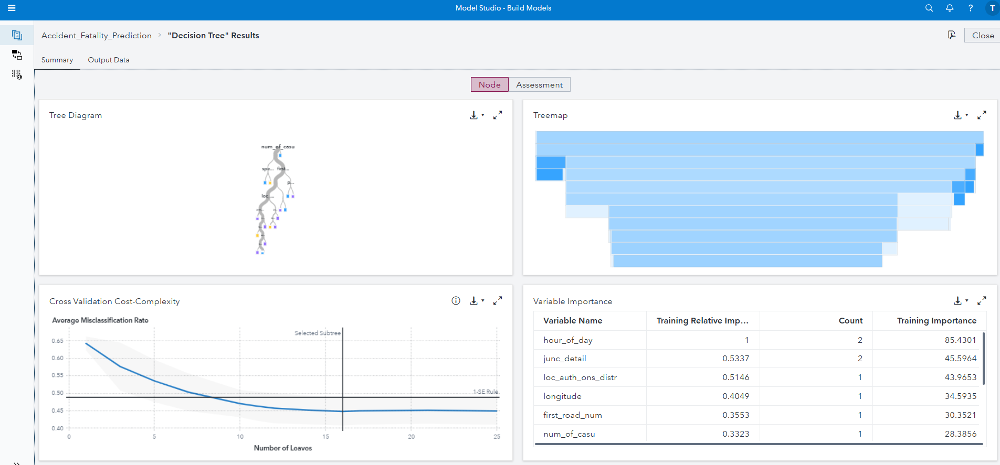 Model Studio - Build Models
?
T
Accident_Fatality_Prediction > "Decision Tree" Results
Close
Summary
Output Data
Node
Assessment
Tree Diagram
num_of_casu
spe...
first...
p...
loc_...
Treemap
Cross Validation Cost-Complexity
Average Misclassification Rate
Selected Subtree
1-SE Rule
0.65
0.60
0.55
0.50
0.45
0.40
0 5 10 15 20 25
Number of Leaves
Variable Importance
Variable Name Training Relative Imp... Count Training Importance
hour_of_day 1 2 85.4301
junc_detail 0.5337 2 45.5964
loc_auth_ons_distr 0.5146 1 43.9653
longitude 0.4049 1 34.5935
first_road_num 0.3553 1 30.3521
num_of_casu 0.3323 1 28.3856